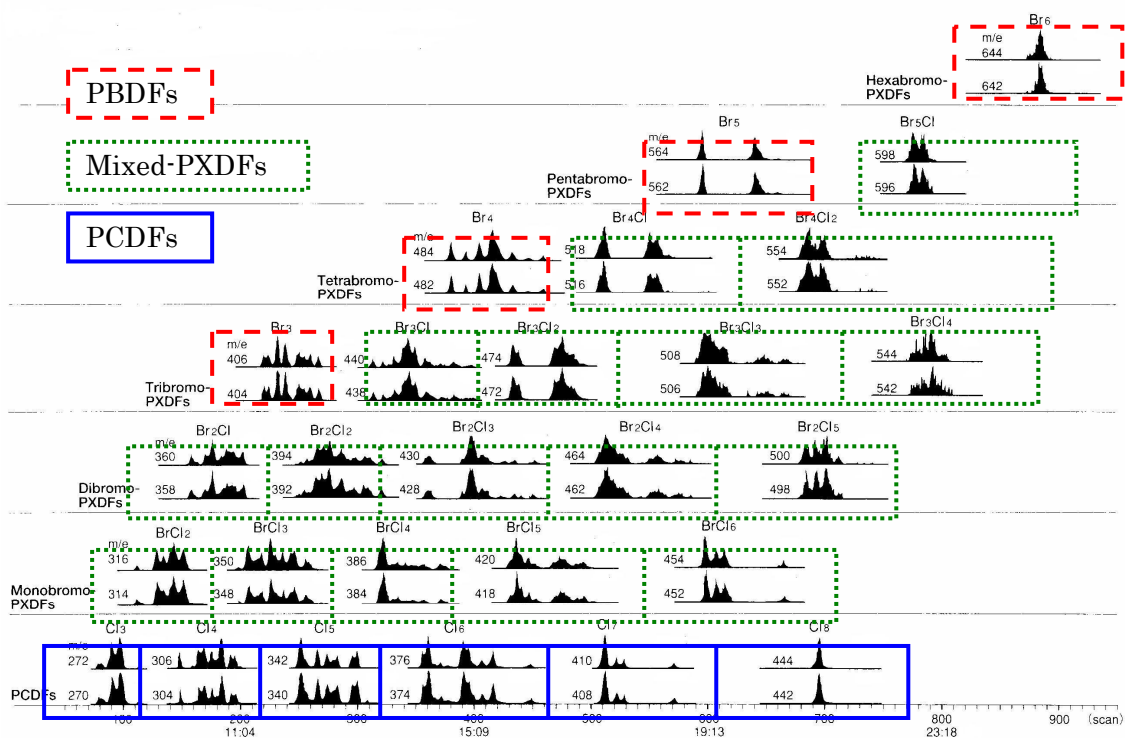 Br6
m/e
644
642
Hexabromo-
PXDFs
PBDFs
Br5
Br5Cl
m/e
564
598
562
596
Pentabromo-
PXDFs
Mixed-PXDFs
Br4
Br4Cl
Br4Cl2
m/e
484
518
554
482
516
552
Tetrabromo-
PXDFs
PCDFs
Br3
Br3Cl
Br3Cl2
Br3Cl3
Br3Cl4
m/e
406
440
474
508
544
404
438
472
506
542
Tribromo-
PXDFs
Br2Cl
Br2Cl2
Br2Cl3
Br2Cl4
Br2Cl5
m/e
360
394
430
464
500
358
392
428
462
498
Dibromo-
PXDFs
BrCl2
BrCl3
BrCl4
BrCl5
BrCl6
m/e
316
350
386
420
454
314
348
384
418
452
Monobromo-
PXDFs
Cl3
Cl4
Cl5
Cl6
Cl7
Cl8
m/e
272
306
342
376
410
444
270
304
340
374
408
442
PCDFs
100 200 300 400 500 600 700 800 900 (scan)
11:04 15:09 19:13 23:18